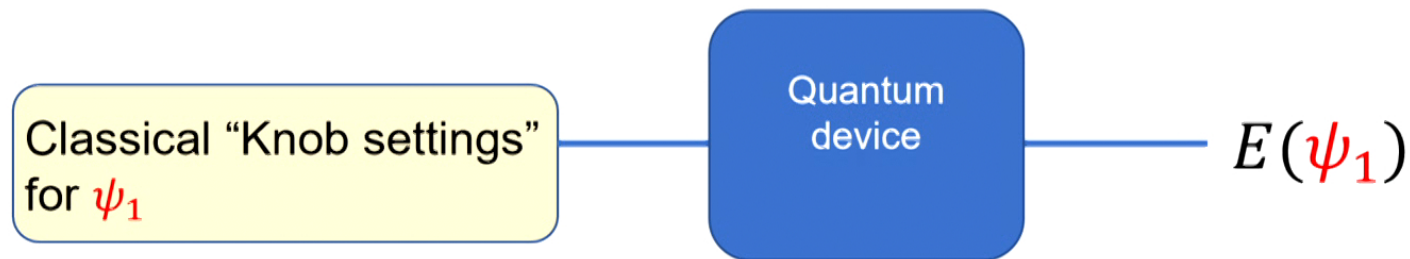 Classical “Knob settings”
for ψ₁
Quantum
device
E(ψ₁)